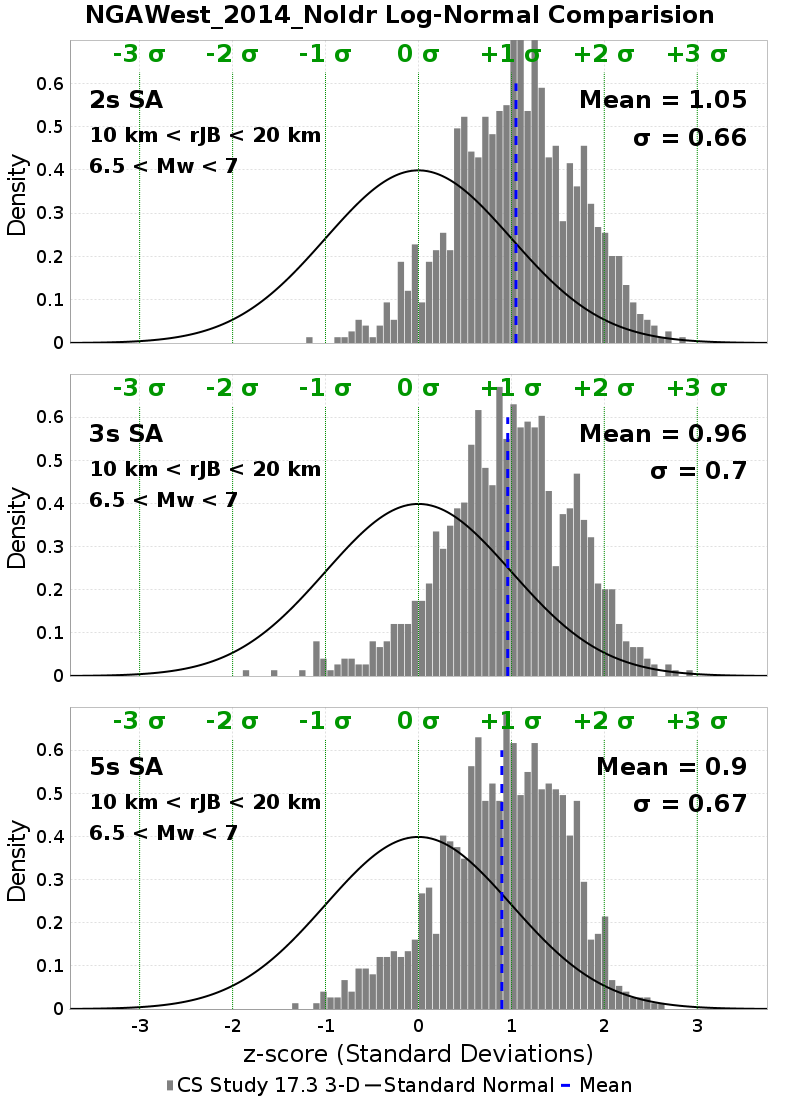 NGAWest_2014_NoIdr Log-Normal Comparision
-3 σ -2 σ -1 σ 0 σ +1 σ +2 σ +3 σ
0.6
2s SA Mean = 1.05
0.5
10 km < rJB < 20 km σ = 0.66
6.5 < Mw < 7
0.4
0.3
0.2
0.1
0
Density
-3 σ -2 σ -1 σ 0 σ +1 σ +2 σ +3 σ
0.6
3s SA Mean = 0.96
0.5
10 km < rJB < 20 km σ = 0.7
6.5 < Mw < 7
0.4
0.3
0.2
0.1
0
Density
-3 σ -2 σ -1 σ 0 σ +1 σ +2 σ +3 σ
0.6
5s SA Mean = 0.9
0.5
10 km < rJB < 20 km σ = 0.67
6.5 < Mw < 7
0.4
0.3
0.2
0.1
0
Density
-3 -2 -1 0 1 2 3
z-score (Standard Deviations)
CS Study 17.3 3-D Standard Normal Mean